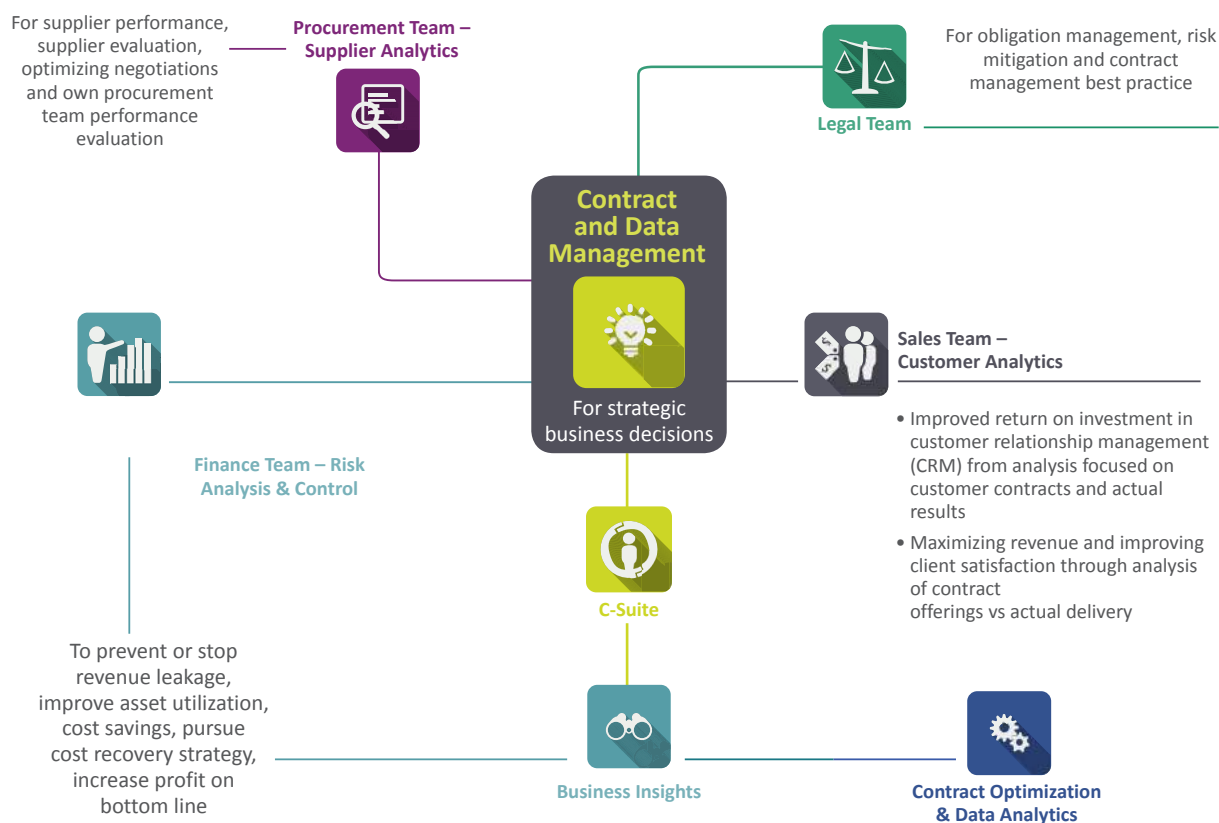 For supplier performance,
supplier evaluation,
optimizing negotiations
and own procurement
team performance
evaluation
Procurement Team –
Supplier Analytics
For obligation management, risk
mitigation and contract
management best practice
Legal Team
Contract
and Data
Management
For strategic
business decisions
Sales Team –
Customer Analytics
• Improved return on investment in
customer relationship management
(CRM) from analysis focused on
customer contracts and actual
results
• Maximizing revenue and improving
client satisfaction through analysis
of contract
offerings vs actual delivery
Finance Team – Risk
Analysis & Control
C-Suite
To prevent or stop
revenue leakage,
improve asset utilization,
cost savings, pursue
cost recovery strategy,
increase profit on
bottom line
Business Insights
Contract Optimization
& Data Analytics